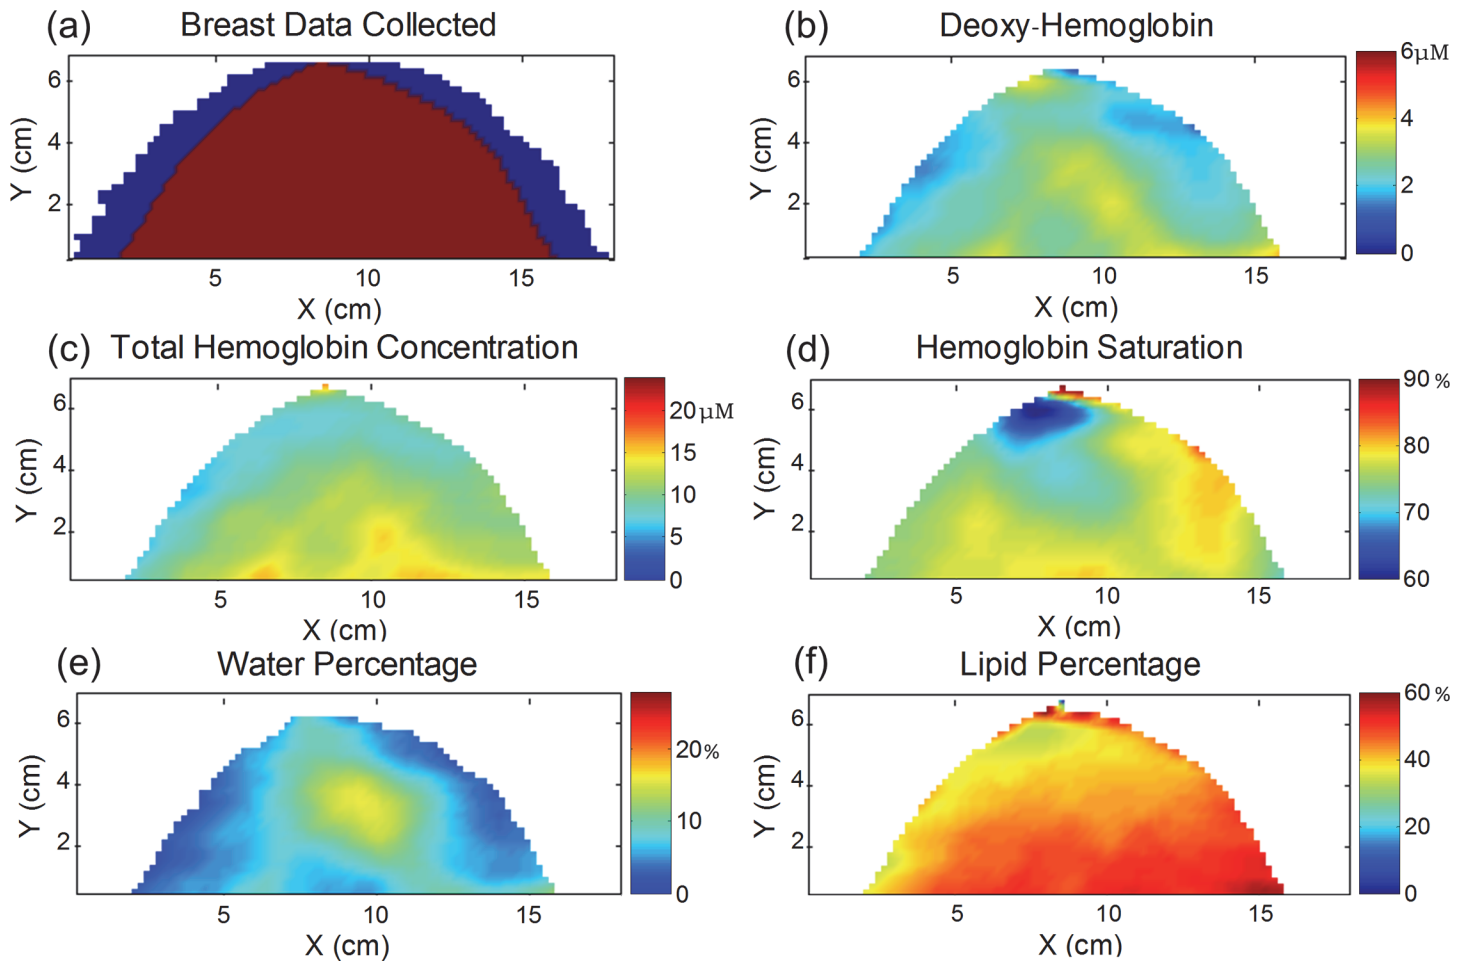 (a) Breast Data Collected
(b) Deoxy-Hemoglobin
6
4
2
Y (cm)
5
10
15
X (cm)
6
4
2
Y (cm)
5
10
15
X (cm)
6μM
4
2
0
(c) Total Hemoglobin Concentration
(d) Hemoglobin Saturation
6
4
2
Y (cm)
5
10
15
X (cm)
20μM
15
10
5
0
6
4
2
Y (cm)
5
10
15
X (cm)
90 %
80
70
60
(e) Water Percentage
(f) Lipid Percentage
6
4
2
Y (cm)
5
10
15
X (cm)
20%
10
0
6
4
2
Y (cm)
5
10
15
X (cm)
60 %
40
20
0